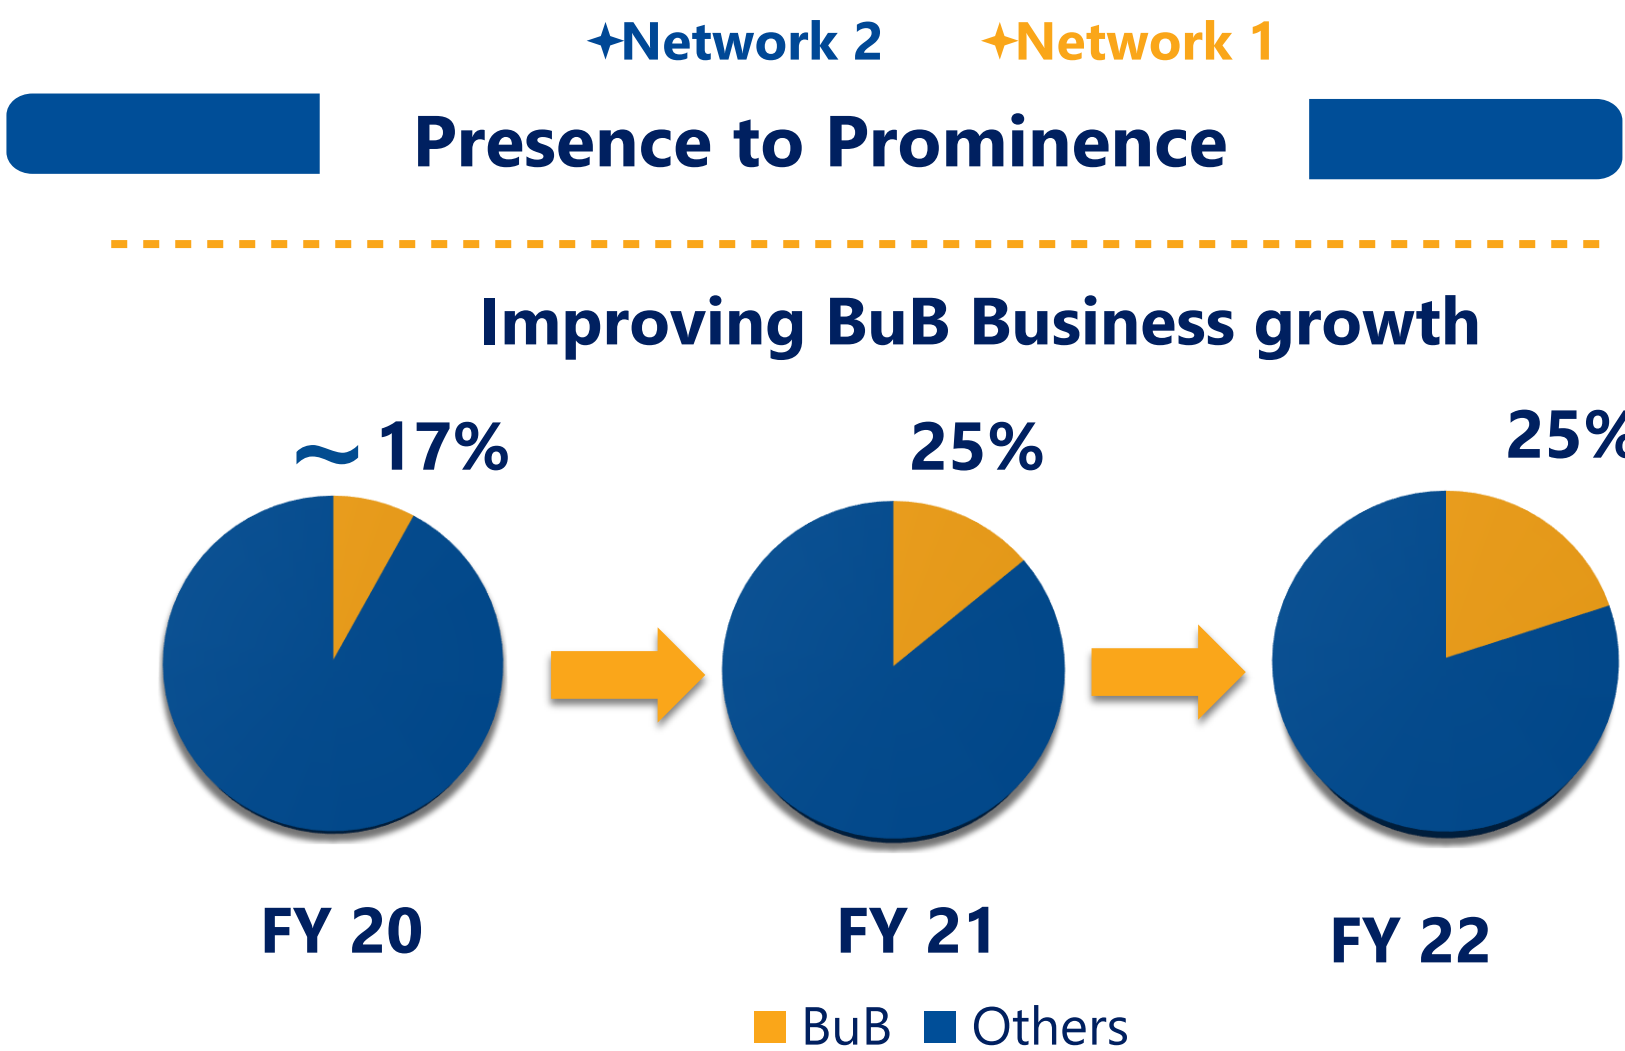 Network 2 Network 1
Presence to Prominence
Improving BuB Business growth
~ 17% 25% 25%
FY 20 FY 21 FY 22
BuB Others